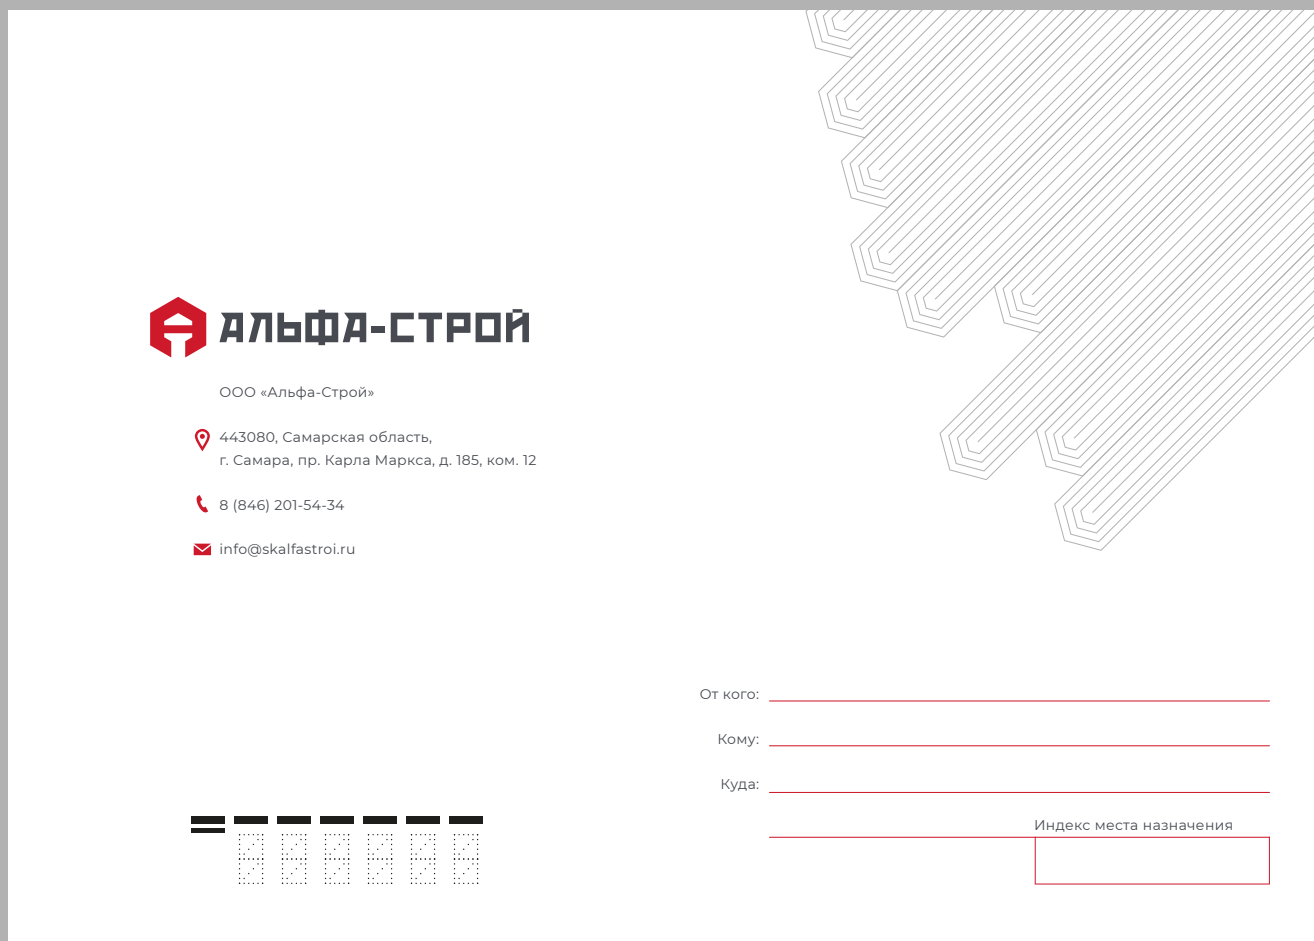 АЛЬФА-СТРОЙ
ООО «Альфа-Строй»
443080, Самарская область,
г. Самара, пр. Карла Маркса, д. 185, ком. 12
8 (846) 201-54-34
info@skalfastroi.ru
От кого:
Кому:
Куда:
Индекс места назначения